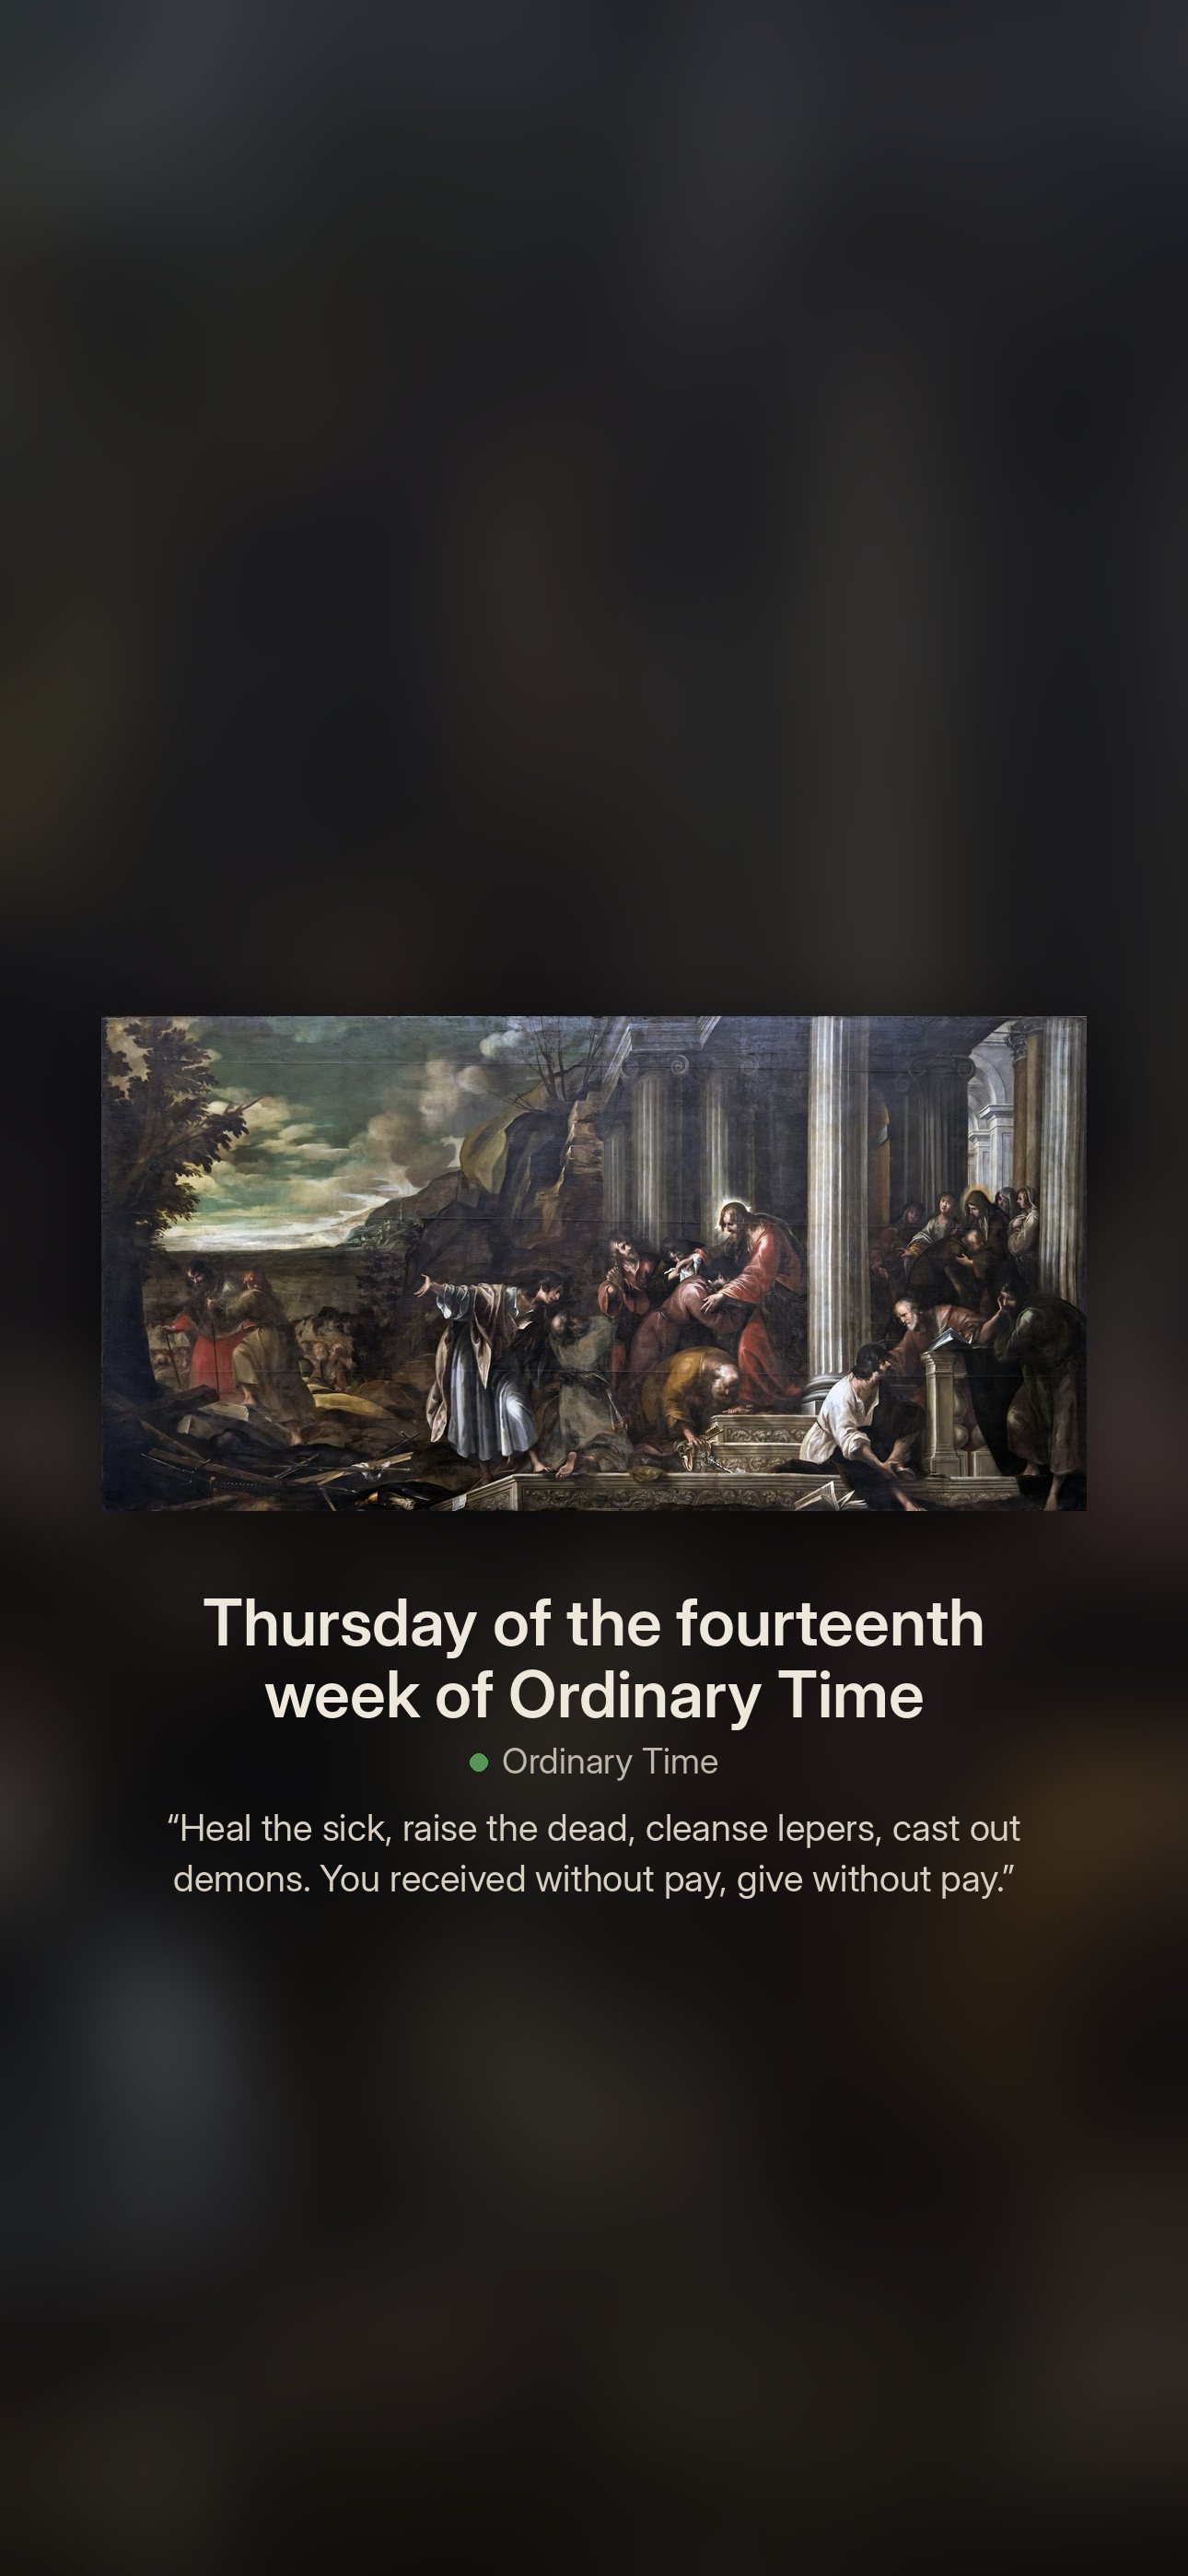 Thursday of the fourteenth
week of Ordinary Time
Ordinary Time
“Heal the sick, raise the dead, cleanse lepers, cast out
demons. You received without pay, give without pay.”